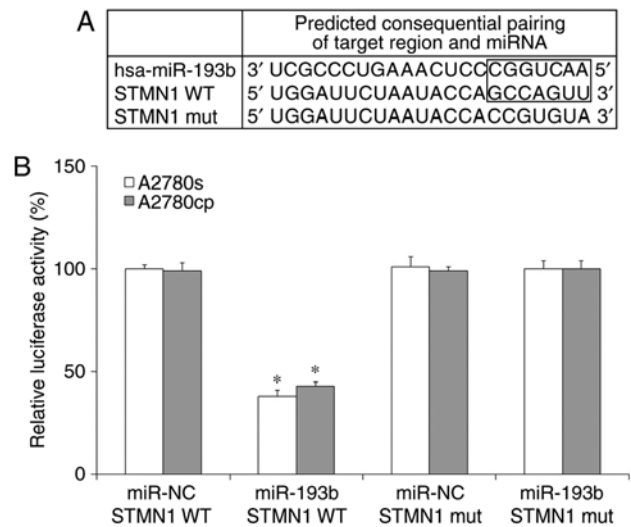 A
Predicted consequential pairing
of target region and miRNA
hsa-miR-193b 3′ UCGCCCUGAAACUCCCGGUCAA 5′
STMN1 WT 5′ UGGAUUCUAAUACCAGCCAGUU 3′
STMN1 mut 5′ UGGAUUCUAAUACCACCGUGUA 3′
B
Relative luciferase activity (%)
150
100
50
0
A2780s
A2780cp
* *
miR-NC miR-193b miR-NC miR-193b
STMN1 WT STMN1 WT STMN1 mut STMN1 mut